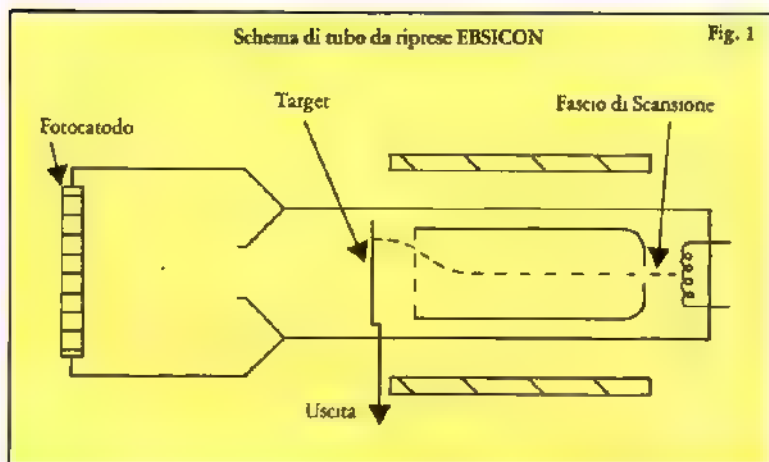 Schema di tubo da riprese EBSICON
Fig. 1
Target
Fascio di Scansione
Fotocatodo
Uscita